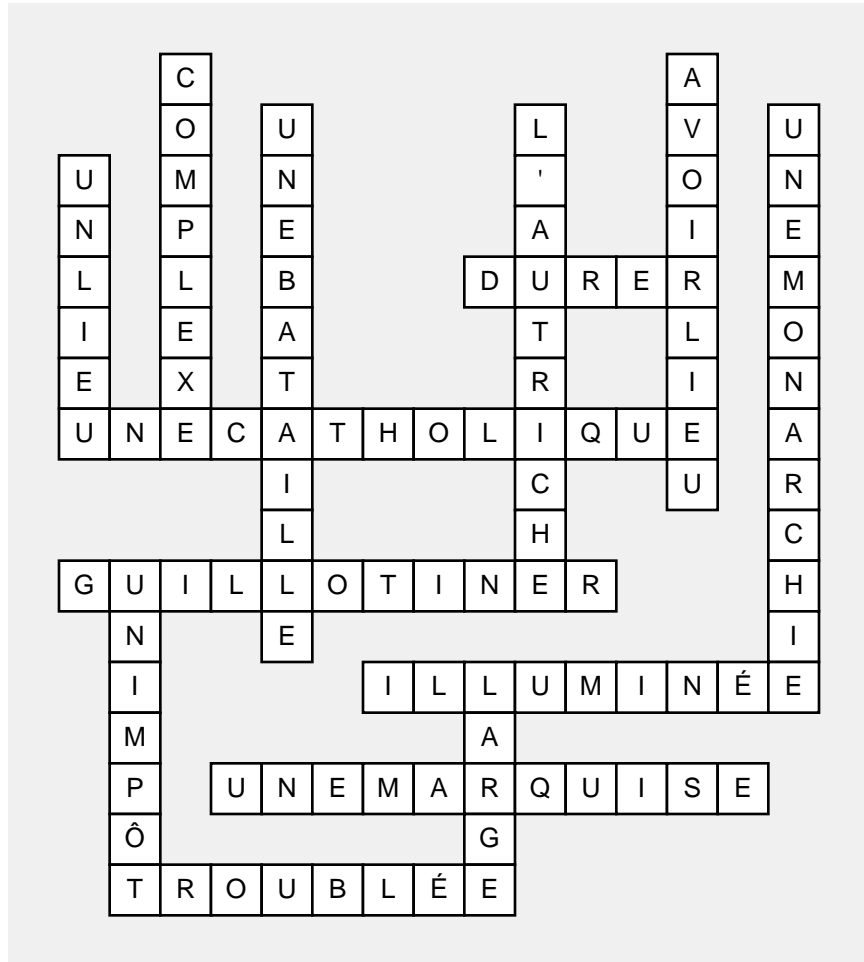 COMPLEXE
AVOIRLIEU
UNEBATAILLE
L'AUTRICHE
UNEMONARCHIE
UNLIEU
DURER
UNECATHOLIQUE
GUILLOTINER
UNIMPÔT
ILLUMINÉE
LARGE
UNEMARQUISE
TROUBLÉE